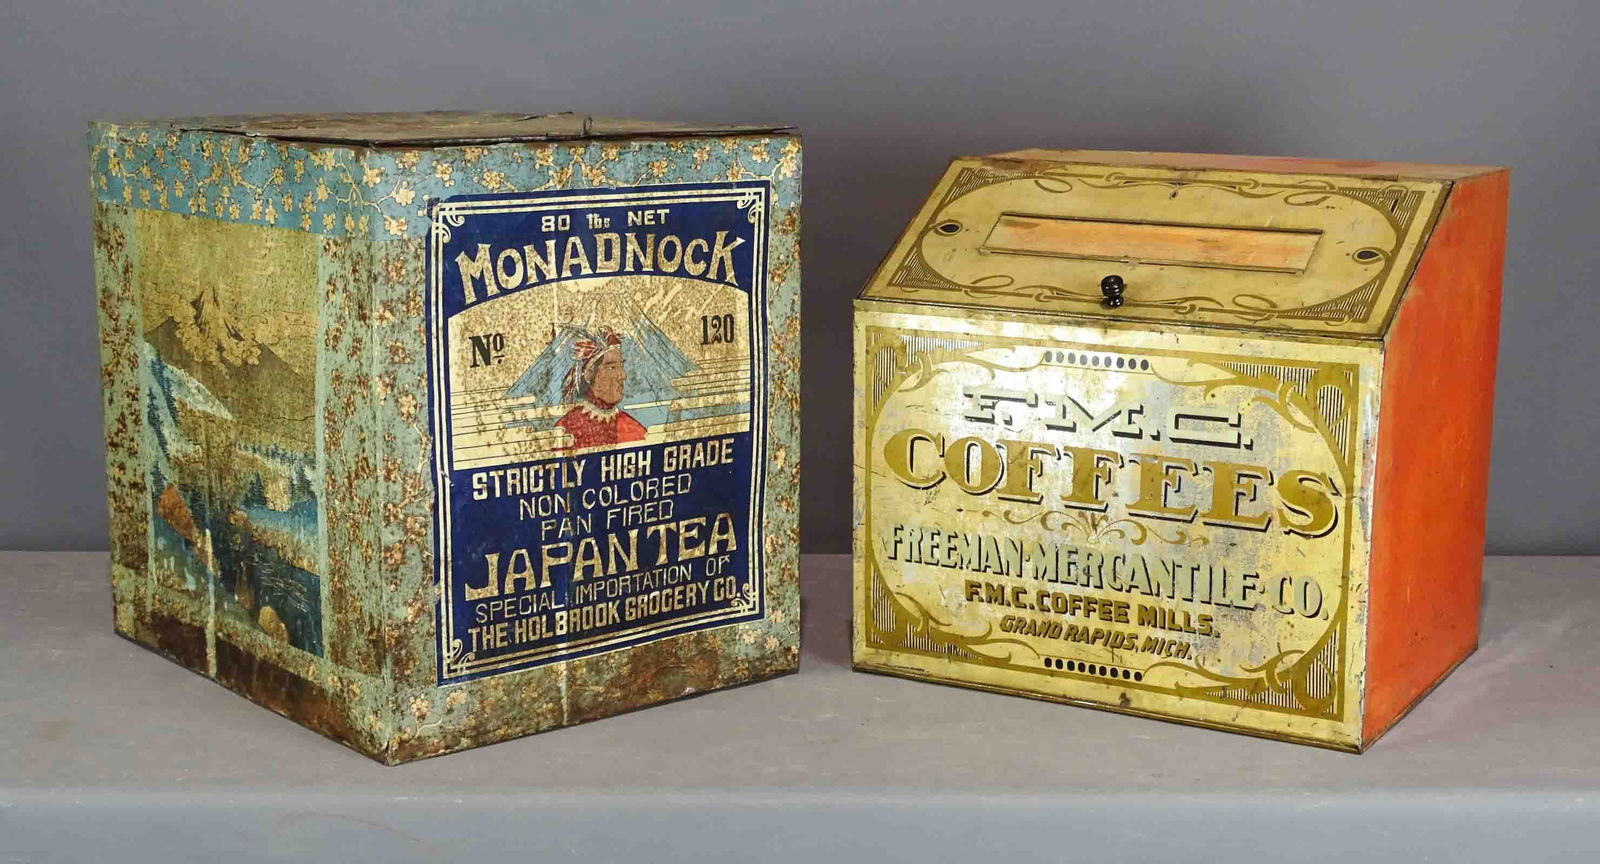 80 lbs NET
MONADNOCK
No 120
STRICTLY HIGH GRADE
NON COLORED
PAN FIRED
JAPAN TEA
SPECIAL IMPORTATION OF
THE HOLBROOK GROCERY CO.
F.M.C.
COFFEES
FREEMAN·MERCANTILE·CO.
F.M.C. COFFEE MILLS.
GRAND RAPIDS, MICH.